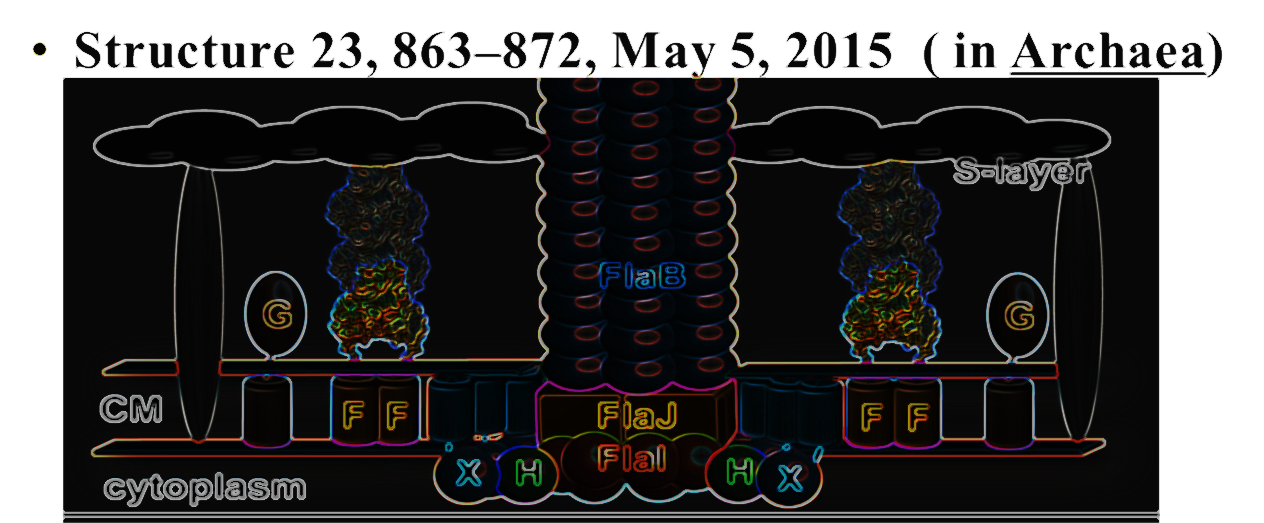 • Structure 23, 863–872, May 5, 2015 ( in Archaea)
S-layer
FlaB
G G
CM F F FlaJ F F
X H FlaI H X
cytoplasm